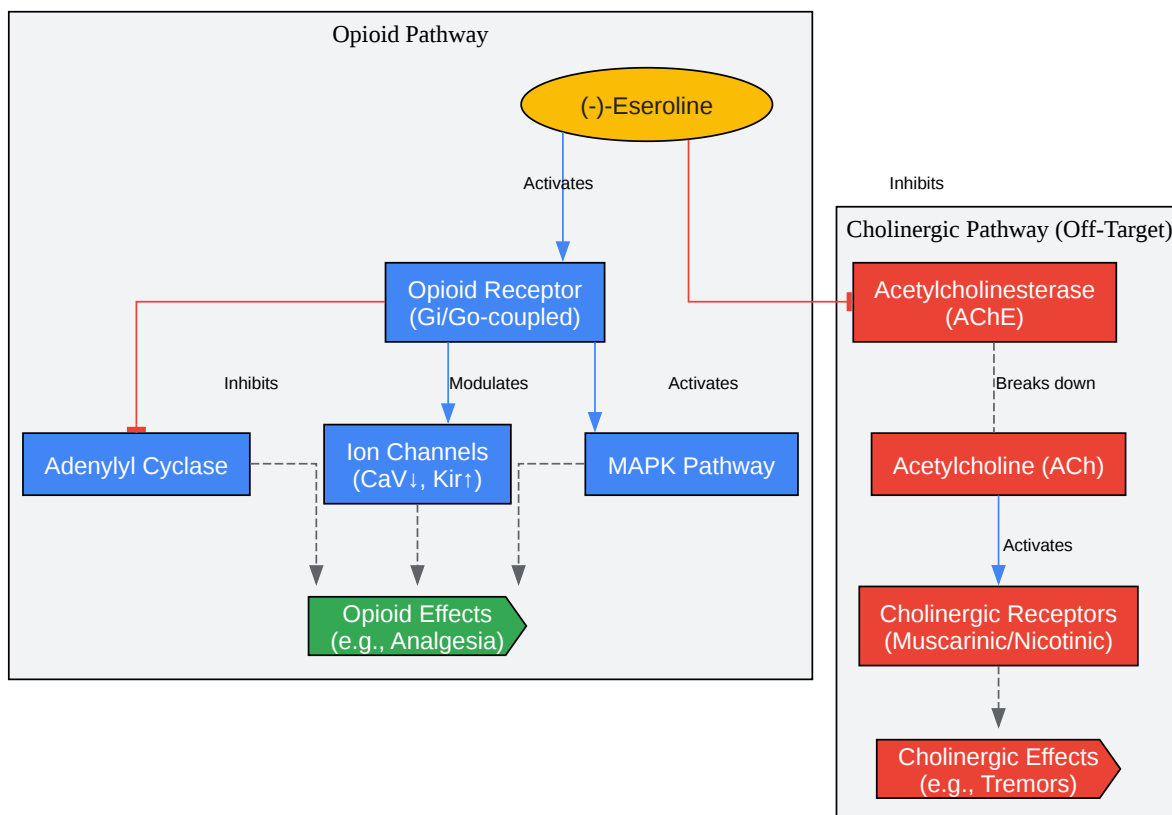 Opioid Pathway
(-)-Eseroline
Activates
Inhibits
Cholinergic Pathway (Off-Target)
Opioid Receptor
(Gi/Go-coupled)
Acetylcholinesterase
(AChE)
Inhibits
Modulates
Activates
Breaks down
Adenylyl Cyclase
Ion Channels
(CaV↓, Kir↑)
MAPK Pathway
Acetylcholine (ACh)
Activates
Opioid Effects
(e.g., Analgesia)
Cholinergic Receptors
(Muscarinic/Nicotinic)
Cholinergic Effects
(e.g., Tremors)